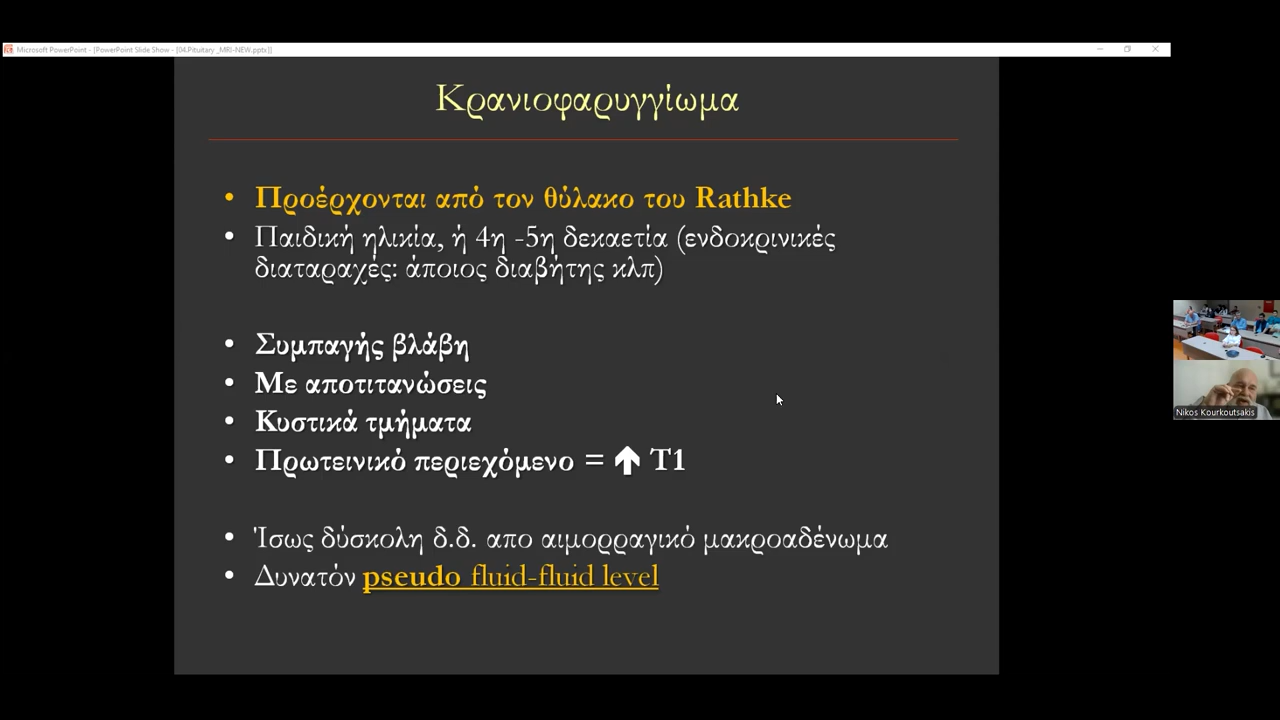 Microsoft PowerPoint - [PowerPoint Slide Show - [04.Pituitary _MRI-NEW.pptx]]
Κρανιοφαρυγγίωμα
• Προέρχονται από τον θύλακο του Rathke
• Παιδική ηλικία, ή 4η -5η δεκαετία (ενδοκρινικές
διαταραχές: άποιος διαβήτης κλπ)
• Συμπαγής βλάβη
• Με αποτιτανώσεις
• Κυστικά τμήματα
• Πρωτεινικό περιεχόμενο = 🡅 T1
• Ίσως δύσκολη δ.δ. απο αιμορραγικό μακροαδένωμα
• Δυνατόν pseudo fluid-fluid level
Nikos Kourkoutsakis